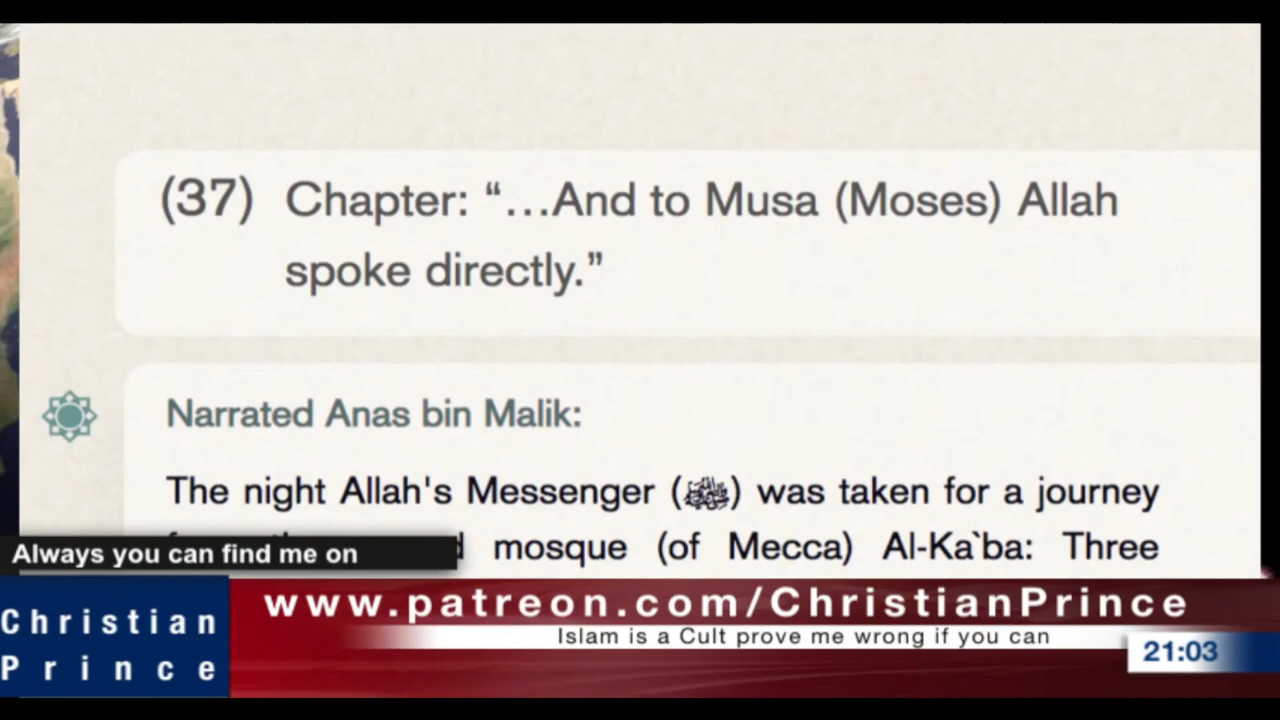 (37) Chapter: “...And to Musa (Moses) Allah
spoke directly.”
Narrated Anas bin Malik:
The night Allah's Messenger (ﷺ) was taken for a journey
mosque (of Mecca) Al-Ka`ba: Three
Always you can find me on
www.patreon.com/ChristianPrince
Christian
Prince
Islam is a Cult prove me wrong if you can
21:03